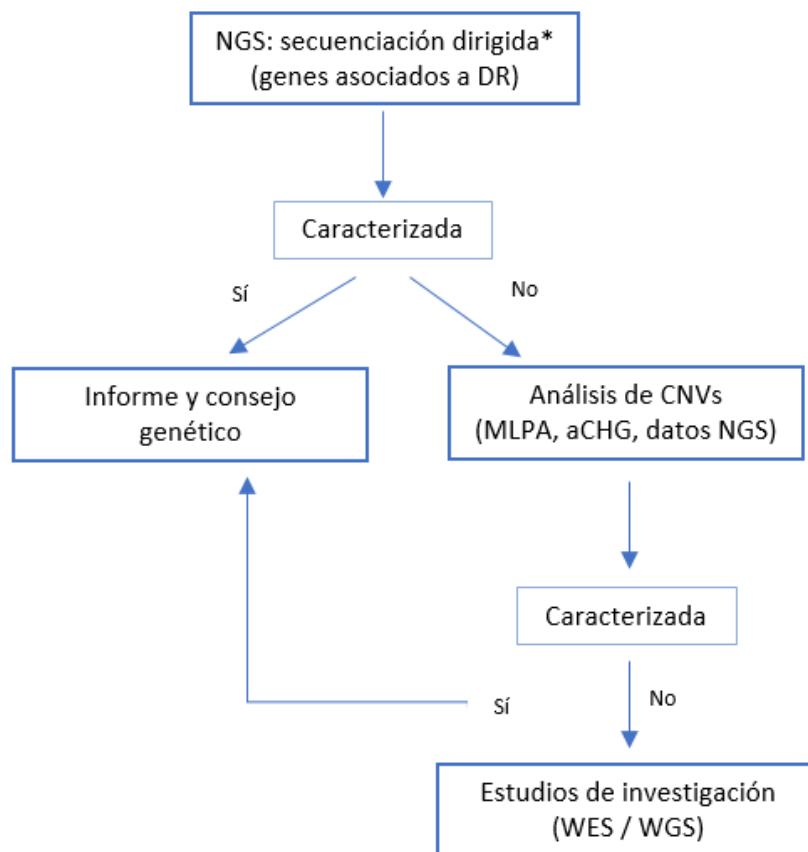 NGS: secuenciación dirigida*
(genes asociados a DR)
Caracterizada
Sí
No
Informe y consejo
genético
Análisis de CNVs
(MLPA, aCHG, datos NGS)
Caracterizada
Sí
No
Estudios de investigación
(WES / WGS)